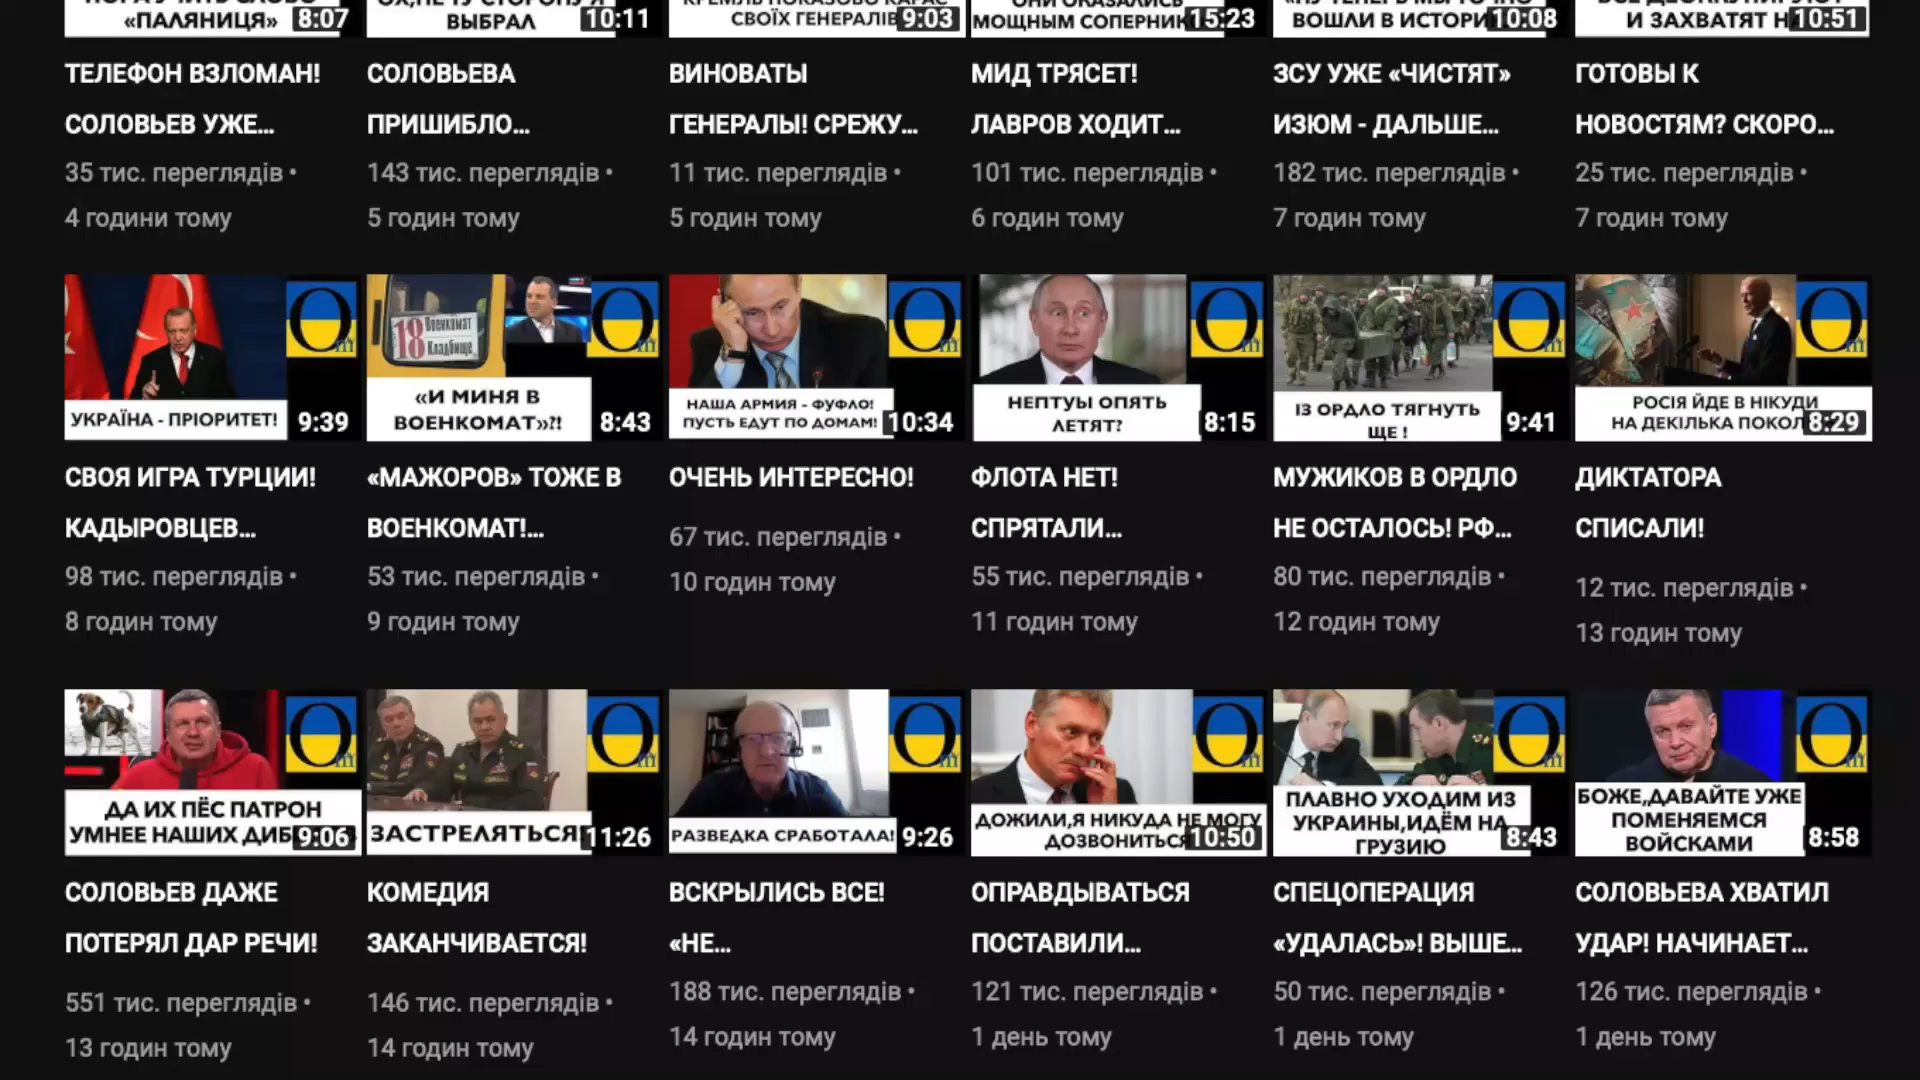 «ПАЛЯНИЦЯ»
8:07
ВЫБРАЛ
10:11
СВОЇХ ГЕНЕРАЛІВ
9:03
ОНИ ОКАЗАЛИСЬ
МОЩНЫМ СОПЕРНИК
15:23
ВОШЛИ В ИСТОРИ
10:08
И ЗАХВАТЯТ Н
10:51
ТЕЛЕФОН ВЗЛОМАН!
СОЛОВЬЕВ УЖЕ...
35 тис. переглядів •
4 години тому
СОЛОВЬЕВА
ПРИШИБЛО...
143 тис. переглядів •
5 годин тому
ВИНОВАТЫ
ГЕНЕРАЛЫ! СРЕЖУ...
11 тис. переглядів •
5 годин тому
МИД ТРЯСЕТ!
ЛАВРОВ ХОДИТ...
101 тис. переглядів •
6 годин тому
ЗСУ УЖЕ «ЧИСТЯТ»
ИЗЮМ - ДАЛЬШЕ...
182 тис. переглядів •
7 годин тому
ГОТОВЫ К
НОВОСТЯМ? СКОРО...
25 тис. переглядів •
7 годин тому
УКРАЇНА - ПРІОРИТЕТ!
9:39
18 Военкомат
Кладбище
«И МИНЯ В
ВОЕНКОМАТ»?!
8:43
НАША АРМИЯ - ФУФЛО!
ПУСТЬ ЕДУТ ПО ДОМАМ!
10:34
НЕПТУЫ ОПЯТЬ
ЛЕТЯТ?
8:15
ІЗ ОРДЛО ТЯГНУТЬ
ЩЕ !
9:41
РОСІЯ ЙДЕ В НІКУДИ
НА ДЕКІЛЬКА ПОКОЛ
8:29
СВОЯ ИГРА ТУРЦИИ!
КАДЫРОВЦЕВ...
98 тис. переглядів •
8 годин тому
«МАЖОРОВ» ТОЖЕ В
ВОЕНКОМАТ!...
53 тис. переглядів •
9 годин тому
ОЧЕНЬ ИНТЕРЕСНО!
67 тис. переглядів •
10 годин тому
ФЛОТА НЕТ!
СПРЯТАЛИ...
55 тис. переглядів •
11 годин тому
МУЖИКОВ В ОРДЛО
НЕ ОСТАЛОСЬ! РФ...
80 тис. переглядів •
12 годин тому
ДИКТАТОРА
СПИСАЛИ!
12 тис. переглядів •
13 годин тому
ДА ИХ ПЁС ПАТРОН
УМНЕЕ НАШИХ ДИБ
9:06
ЗАСТРЕЛЯТЬСЯ!
11:26
РАЗВЕДКА СРАБОТАЛА!
9:26
ДОЖИЛИ,Я НИКУДА НЕ МОГУ
ДОЗВОНИТЬСЯ
10:50
ПЛАВНО УХОДИМ ИЗ
УКРАИНЫ,ИДЁМ НА
ГРУЗИЮ
8:43
БОЖЕ,ДАВАЙТЕ УЖЕ
ПОМЕНЯЕМСЯ
ВОЙСКАМИ
8:58
СОЛОВЬЕВ ДАЖЕ
ПОТЕРЯЛ ДАР РЕЧИ!
551 тис. переглядів •
13 годин тому
КОМЕДИЯ
ЗАКАНЧИВАЕТСЯ!
146 тис. переглядів •
14 годин тому
ВСКРЫЛИСЬ ВСЕ!
«НЕ...
188 тис. переглядів •
14 годин тому
ОПРАВДЫВАТЬСЯ
ПОСТАВИЛИ...
121 тис. переглядів •
1 день тому
СПЕЦОПЕРАЦИЯ
«УДАЛАСЬ»! ВЫШЕ...
50 тис. переглядів •
1 день тому
СОЛОВЬЕВА ХВАТИЛ
УДАР! НАЧИНАЕТ...
126 тис. переглядів •
1 день тому